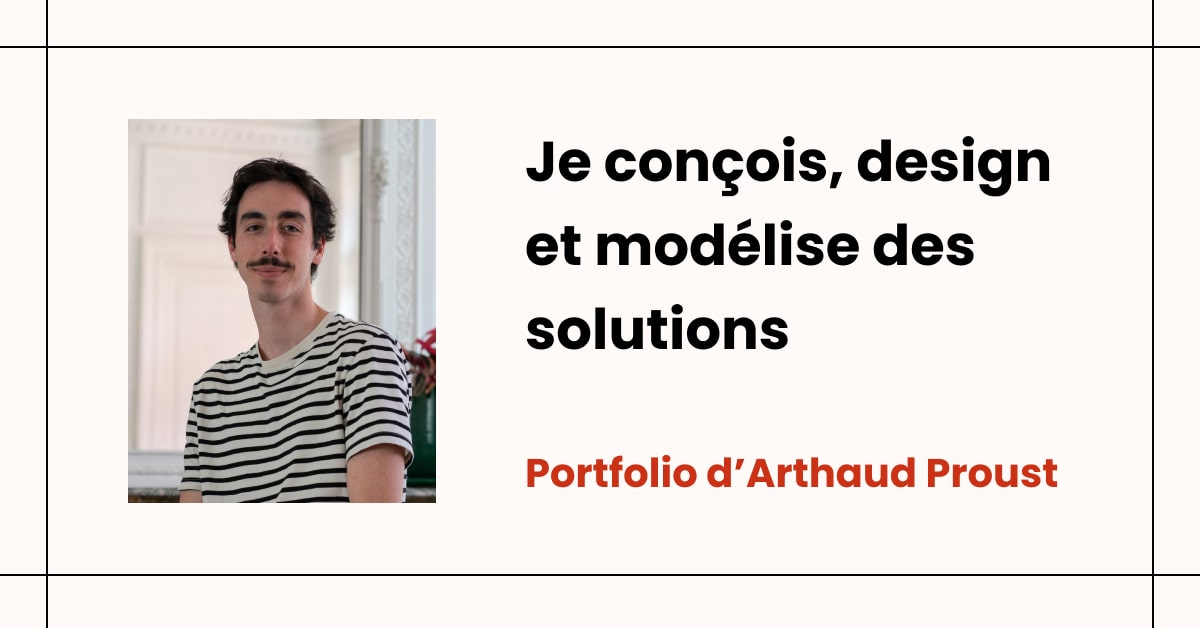 Je conçois, design
et modélise des
solutions
Portfolio d’Arthaud Proust